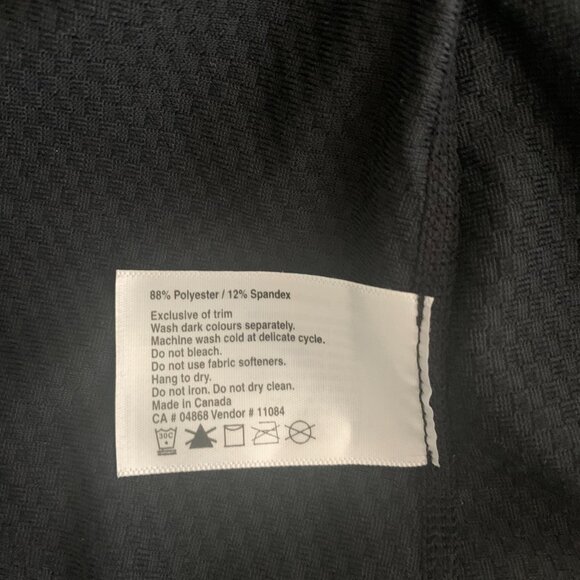 88% Polyester / 12% Spandex
Exclusive of trim
Wash dark colours separately.
Machine wash cold at delicate cycle.
Do not bleach.
Do not use fabric softeners.
Hang to dry.
Do not iron. Do not dry clean.
Made in Canada
CA # 04868 Vendor # 11084
30C